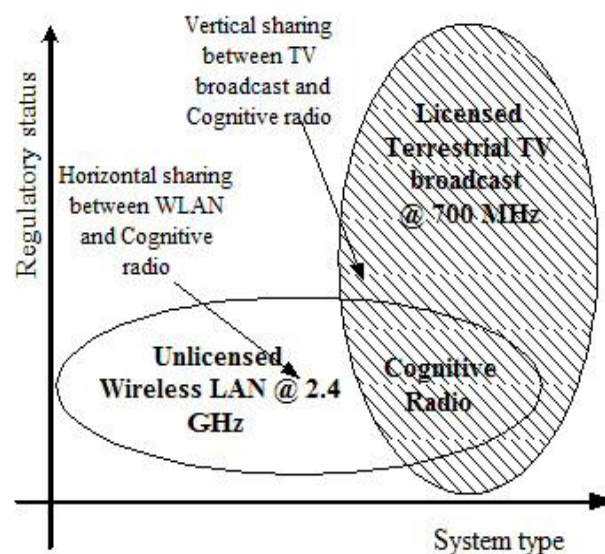 Regulatory status
Vertical sharing
between TV
broadcast and
Cognitive radio
Licensed
Terrestrial TV
broadcast
@ 700 MHz
Horizontal sharing
between WLAN
and Cognitive
radio
Unlicensed
Wireless LAN @ 2.4
GHz
Cognitive
Radio
System type